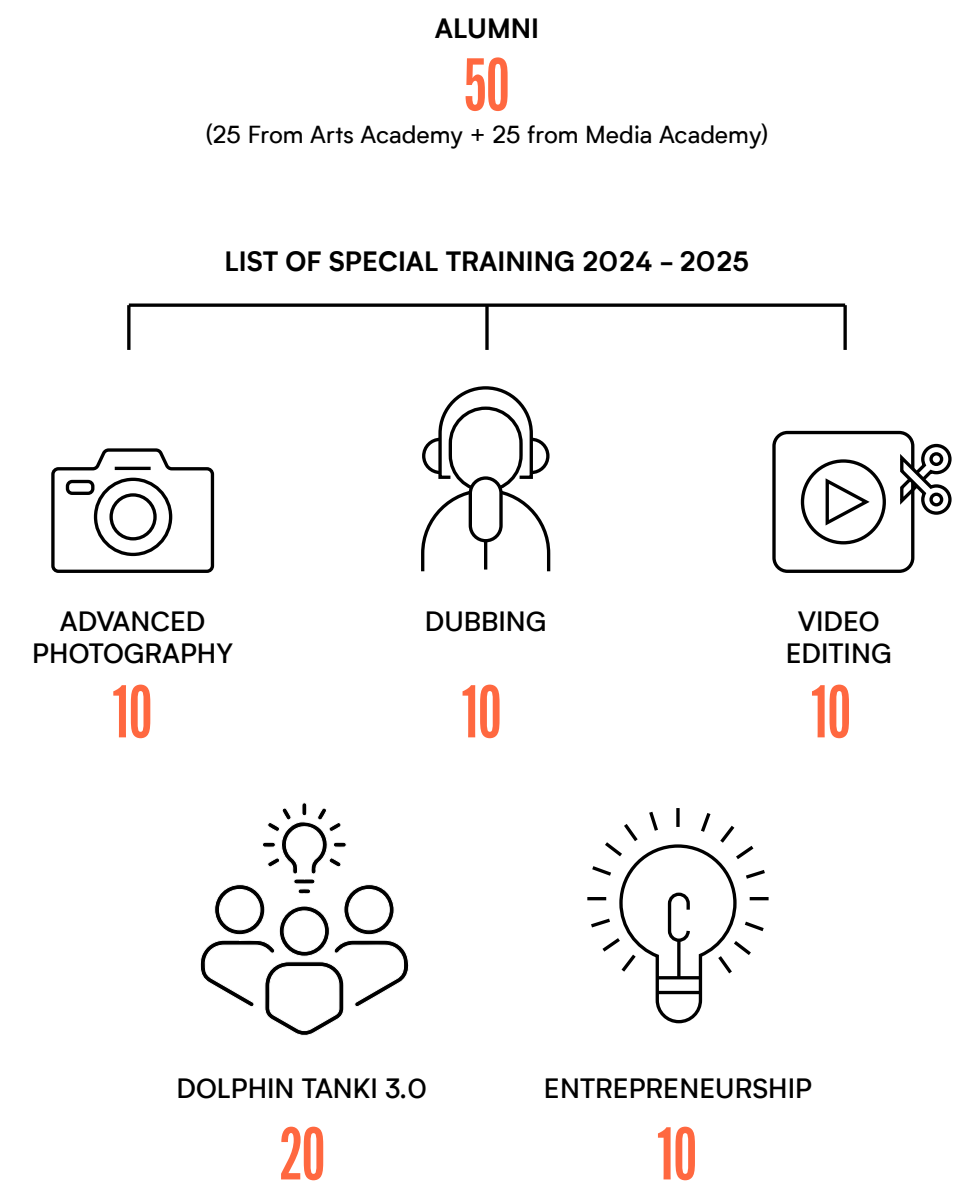 ALUMNI
50
(25 From Arts Academy + 25 from Media Academy)
LIST OF SPECIAL TRAINING 2024 – 2025
ADVANCED
PHOTOGRAPHY
10
DUBBING
10
VIDEO
EDITING
10
DOLPHIN TANKI 3.0
20
ENTREPRENEURSHIP
10